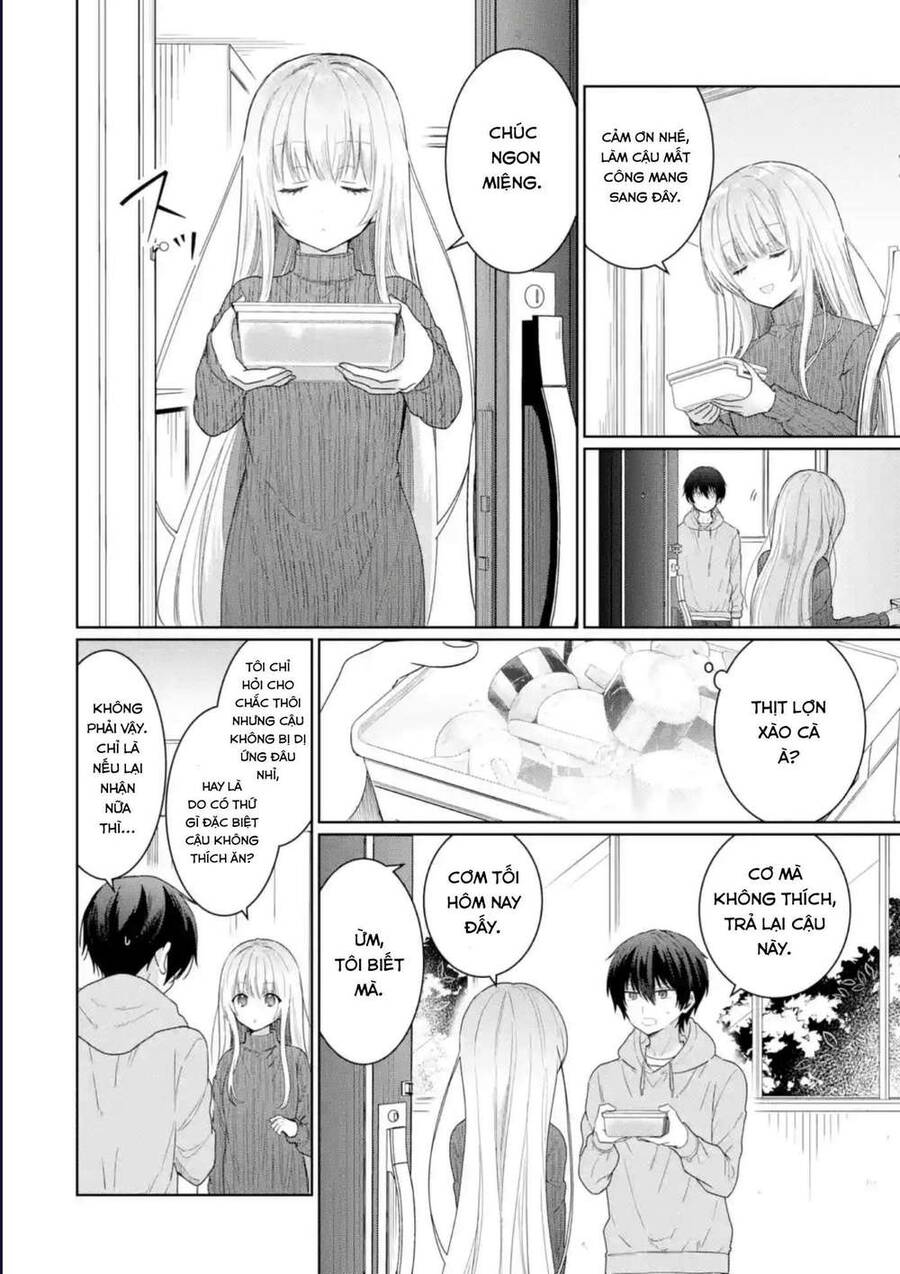 CẢM ƠN NHÉ,
LÀM CẬU MẤT
CÔNG MANG
SANG ĐÂY.
CHÚC
NGON
MIỆNG.
ス
THỊT LỢN
XÀO CÀ
À?
TÔI CHỈ
HỎI CHO
CHẮC THÔI
NHƯNG CẬU
KHÔNG BỊ DỊ
ỨNG ĐÂU
NHỈ,
HAY LÀ
DO CÓ THỨ
GÌ ĐẶC BIỆT
CẬU KHÔNG
THÍCH ĂN?
KHÔNG
PHẢI VẬY.
CHỈ LÀ
NẾU LẠI
NHẬN
NỮA
THÌ...
CƠ MÀ
KHÔNG THÍCH,
TRẢ LẠI CẬU
NÀY.
CƠM TỐI
HÔM NAY
ĐẤY.
ỪM,
TÔI BIẾT
MÀ.